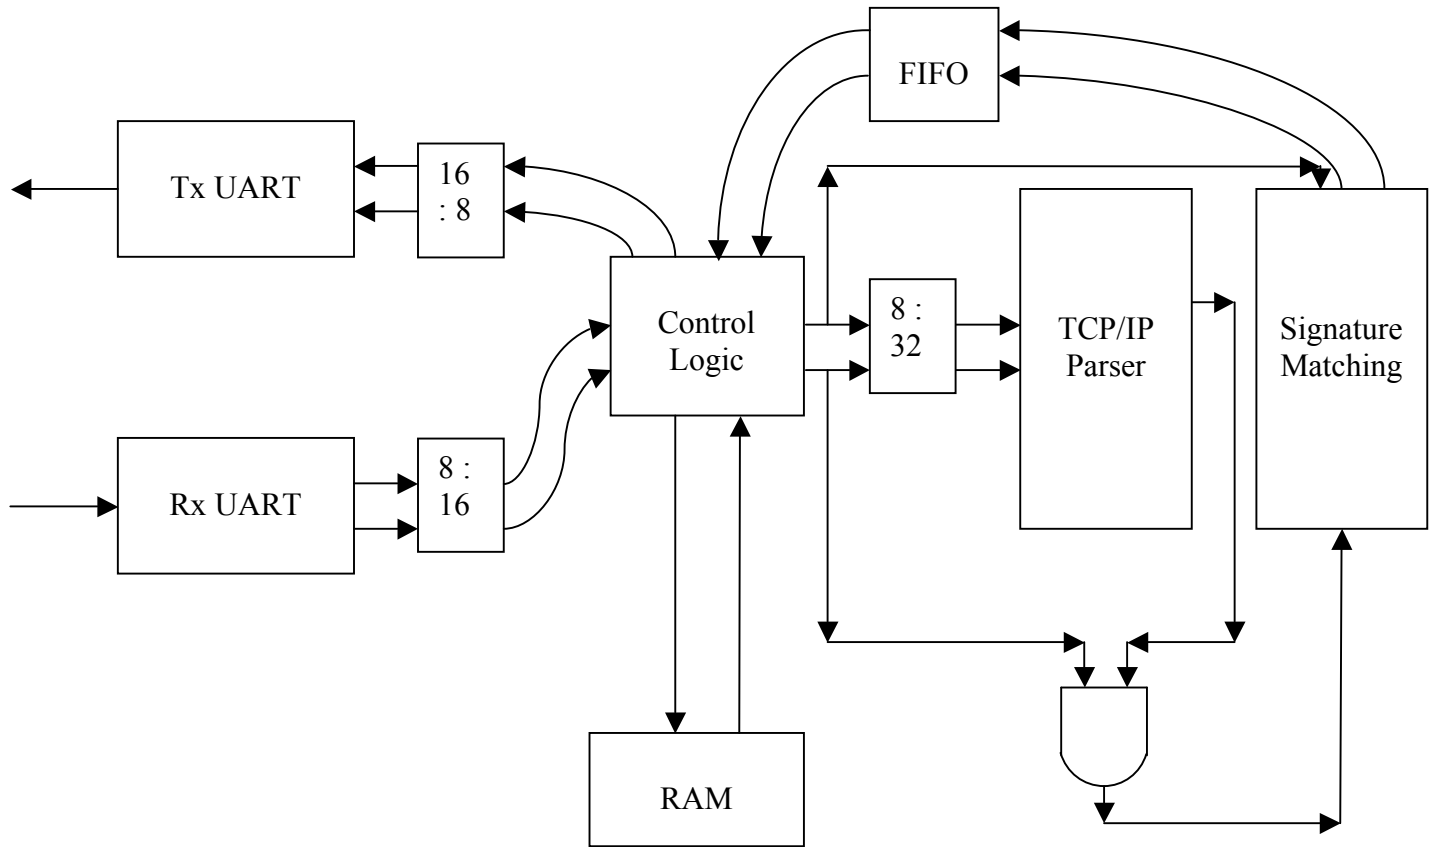 FIFO
Tx UART
16
: 8
Control
Logic
8 :
32
TCP/IP
Parser
Signature
Matching
Rx UART
8 :
16
RAM